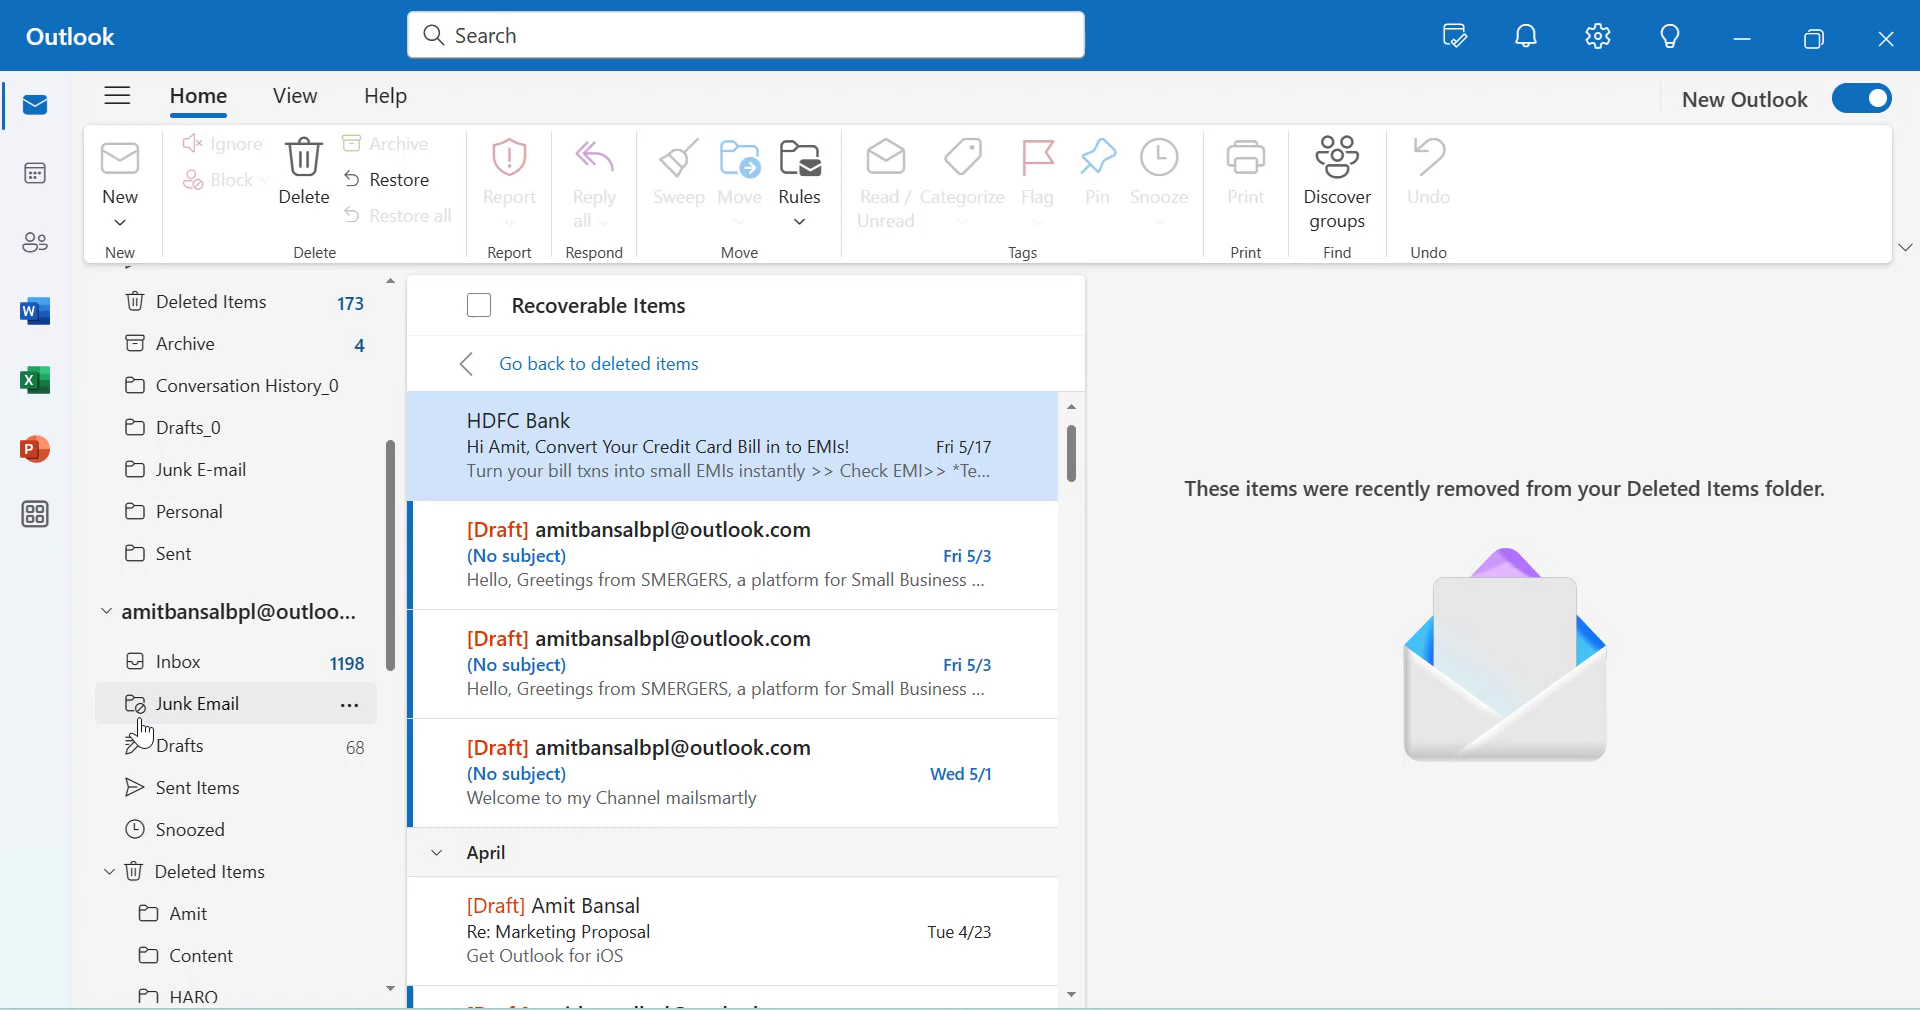 Outlook
Search
Home View Help
New Outlook
Ignore
Block
Delete
Archive
Restore
Restore all
New
Report
Reply all
Sweep
Move
Rules
Read / Unread
Categorize
Flag
Pin
Snooze
Print
Discover groups
Undo
New Delete Report Respond Move Tags Print Find Undo
Deleted Items 173
Archive 4
Conversation History_0
Drafts_0
Junk E-mail
Personal
Sent
amitbansalbpl@outloo...
Inbox 1198
Junk Email ...
Drafts 68
Sent Items
Snoozed
Deleted Items
Amit
Content
HARO
Recoverable Items
Go back to deleted items
HDFC Bank
Hi Amit, Convert Your Credit Card Bill in to EMIs! Fri 5/17
Turn your bill txns into small EMIs instantly >> Check EMI>> *Te...
[Draft] amitbansalbpl@outlook.com
(No subject) Fri 5/3
Hello, Greetings from SMERGERS, a platform for Small Business ...
[Draft] amitbansalbpl@outlook.com
(No subject) Fri 5/3
Hello, Greetings from SMERGERS, a platform for Small Business ...
[Draft] amitbansalbpl@outlook.com
(No subject) Wed 5/1
Welcome to my Channel mailsmartly
April
[Draft] Amit Bansal
Re: Marketing Proposal Tue 4/23
Get Outlook for iOS
These items were recently removed from your Deleted Items folder.